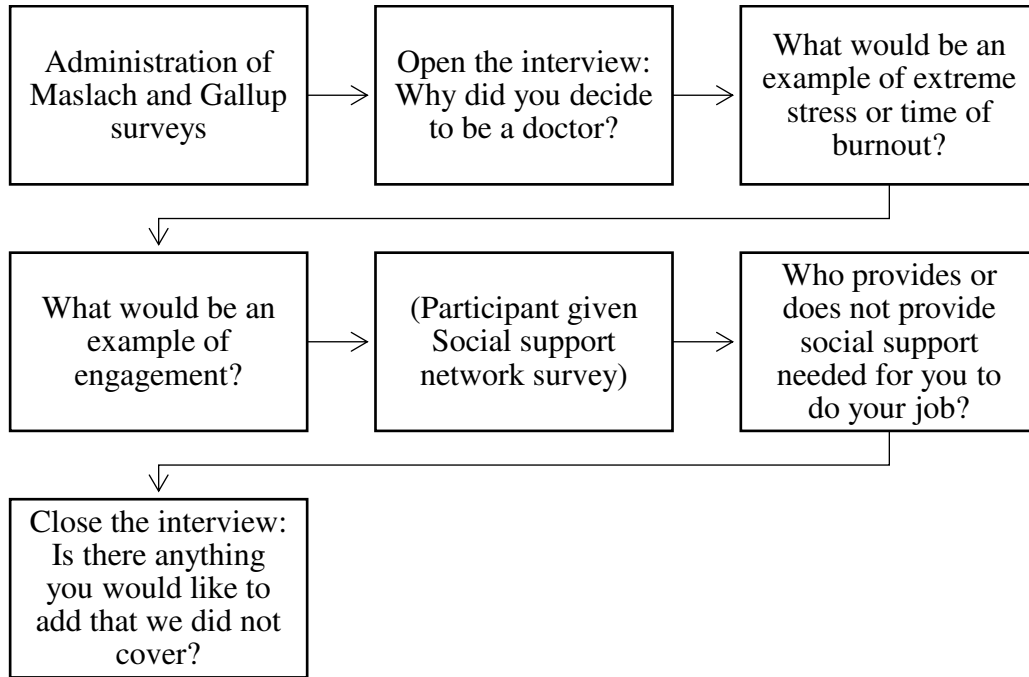 Administration of
Maslach and Gallup
surveys
Open the interview:
Why did you decide
to be a doctor?
What would be an
example of extreme
stress or time of
burnout?
What would be an
example of
engagement?
(Participant given
Social support
network survey)
Who provides or
does not provide
social support
needed for you to
do your job?
Close the interview:
Is there anything
you would like to
add that we did not
cover?